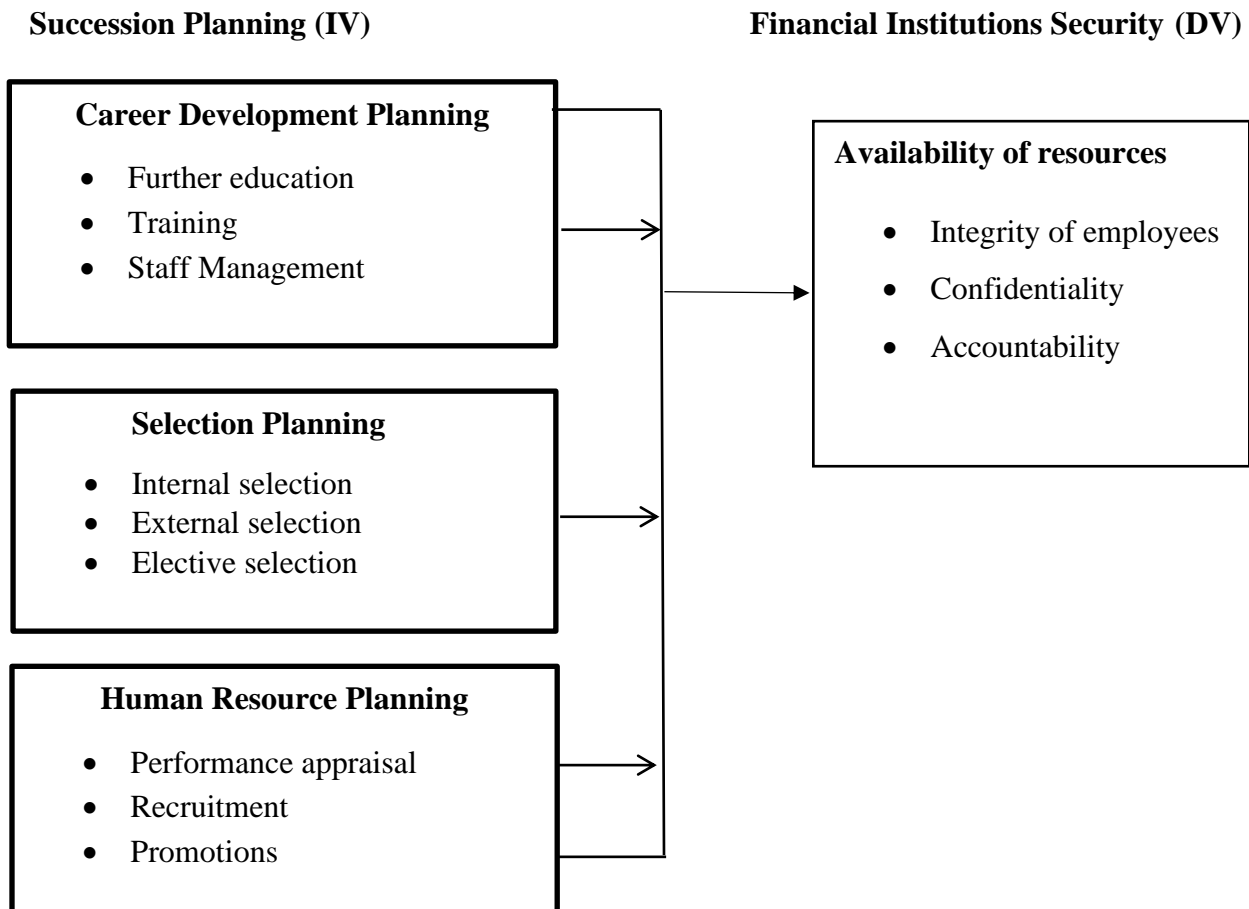 Succession Planning (IV)
Financial Institutions Security (DV)
Career Development Planning
• Further education
• Training
• Staff Management
Selection Planning
• Internal selection
• External selection
• Elective selection
Human Resource Planning
• Performance appraisal
• Recruitment
• Promotions
Availability of resources
• Integrity of employees
• Confidentiality
• Accountability